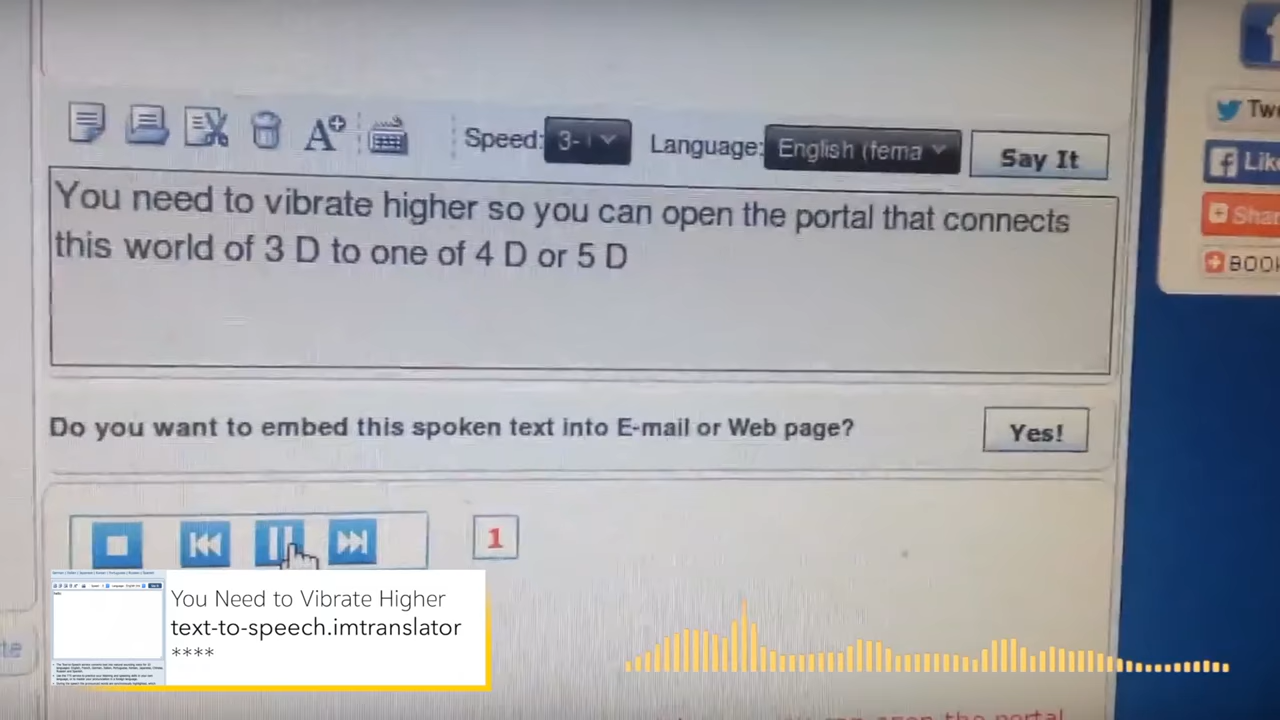 Speed:
3-
Language:
English (fema
Say It
You need to vibrate higher so you can open the portal that connects
this world of 3 D to one of 4 D or 5 D
Do you want to embed this spoken text into E-mail or Web page?
Yes!
1
You Need to Vibrate Higher
text-to-speech.imtranslator
****
Twe
Like
Shar
BOOK
the portal